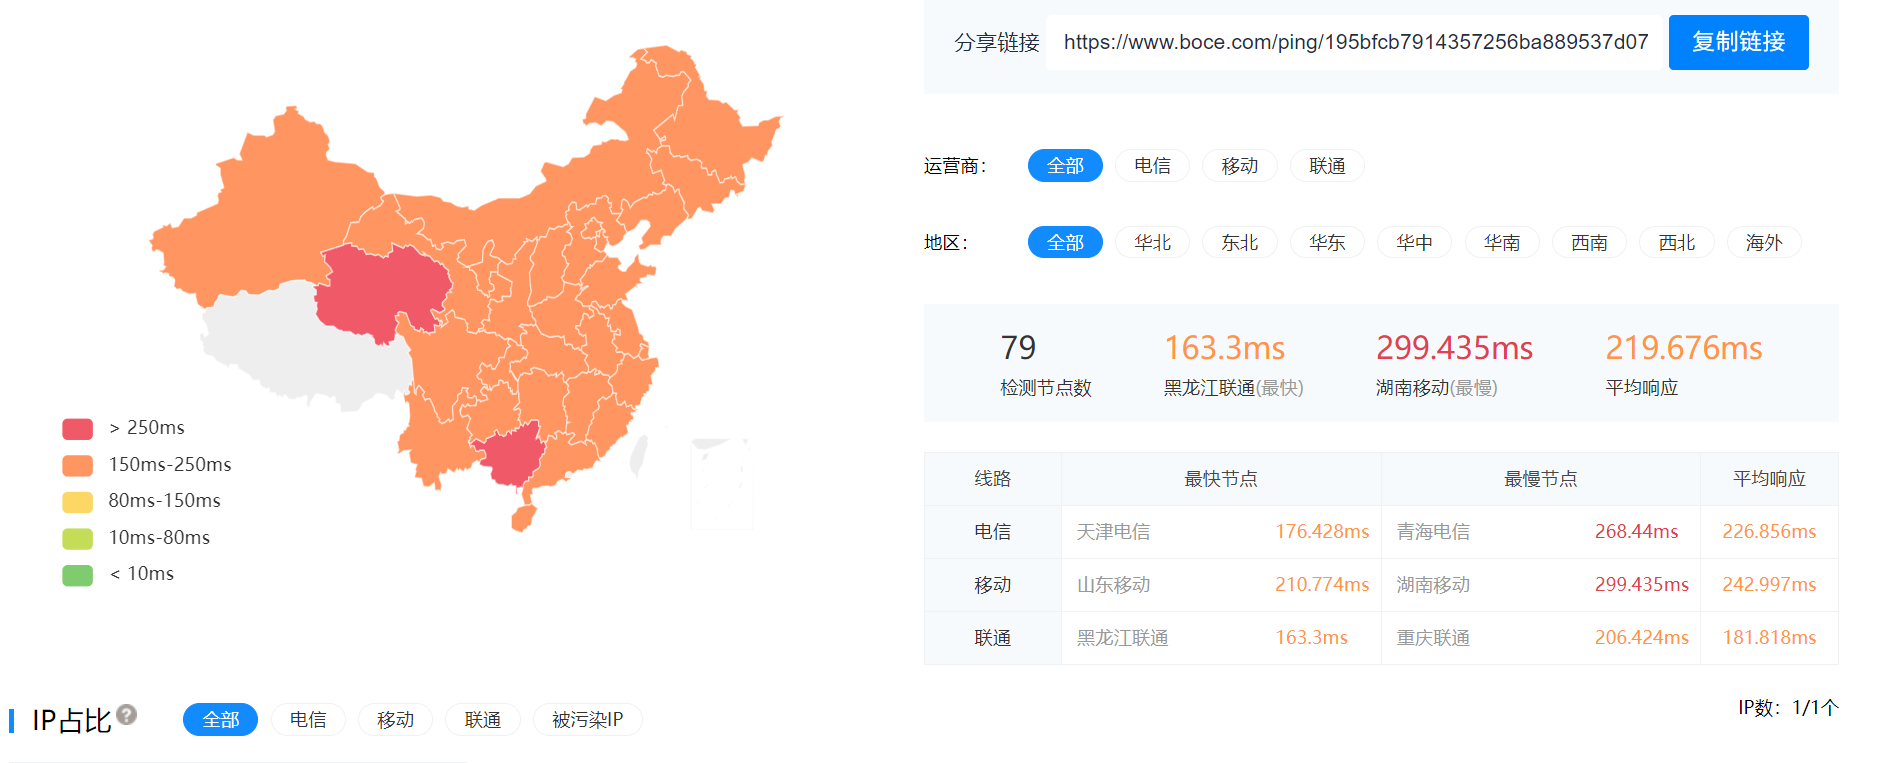 分享链接 https://www.boce.com/ping/195bfcb7914357256ba889537d07 复制链接
运营商： 全部 电信 移动 联通
地区： 全部 华北 东北 华东 华中 华南 西南 西北 海外
79 163.3ms 299.435ms 219.676ms
检测节点数 黑龙江联通(最快) 湖南移动(最慢) 平均响应
> 250ms
150ms-250ms
80ms-150ms
10ms-80ms
< 10ms
线路 最快节点 最慢节点 平均响应
电信 天津电信 176.428ms 青海电信 268.44ms 226.856ms
移动 山东移动 210.774ms 湖南移动 299.435ms 242.997ms
联通 黑龙江联通 163.3ms 重庆联通 206.424ms 181.818ms
IP占比 ? 全部 电信 移动 联通 被污染IP
IP数：1/1个